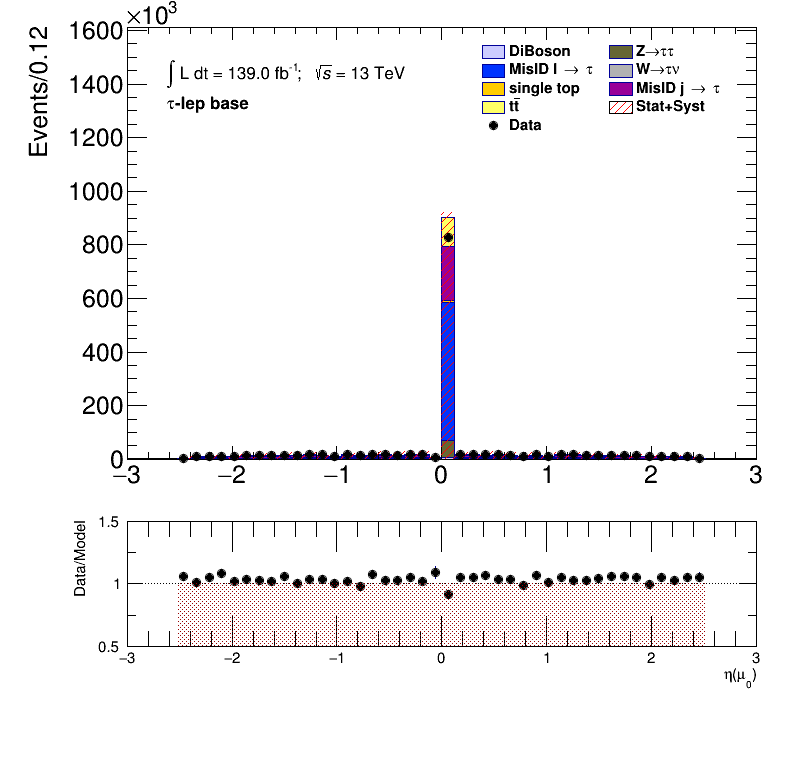 ×10³
Events/0.12
1600
1400
1200
1000
800
600
400
200
0
∫ L dt = 139.0 fb⁻¹; √s = 13 TeV
τ-lep base
DiBoson
MisID l → τ
single top
tt̄
Data
Z→ττ
W→τν
MisID j → τ
Stat+Syst
−3 −2 −1 0 1 2 3
Data/Model
1.5
1
0.5
−3 −2 −1 0 1 2 3
η(μ₀)